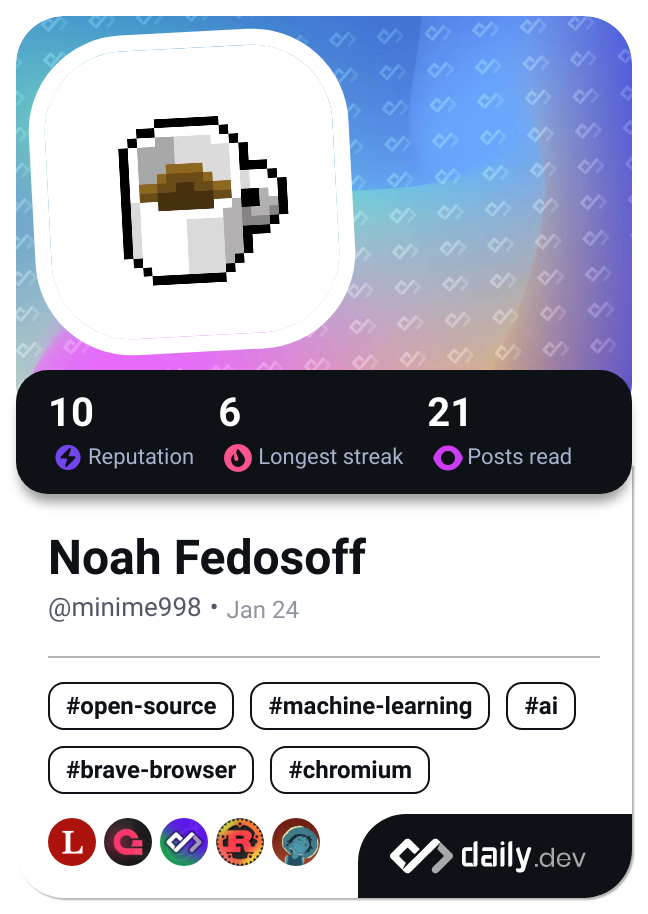 10 6 21
Reputation Longest streak Posts read
Noah Fedosoff
@minime998 • Jan 24
#open-source #machine-learning #ai
#brave-browser #chromium
L R
daily.dev